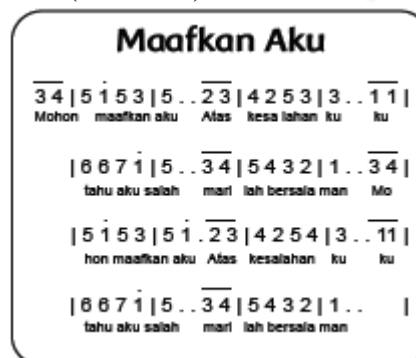 Maafkan Aku
3 4 | 5 1̇ 5 3 | 5 . . 2 3 | 4 2 5 3 | 3 . . 1 1 |
Mohon maafkan aku Atas kesa lahan ku ku
| 6 6 7 1̇ | 5 . . 3 4 | 5 4 3 2 | 1 . . 3 4 |
tahu aku salah mari lah bersala man Mo
| 5 1̇ 5 3 | 5 1̇ . 2 3 | 4 2 5 4 | 3 . . 11 |
hon maafkan aku Atas kesalahan ku ku
| 6 6 7 1̇ | 5 . . 3 4 | 5 4 3 2 | 1 . . |
tahu aku salah mari lah bersala man